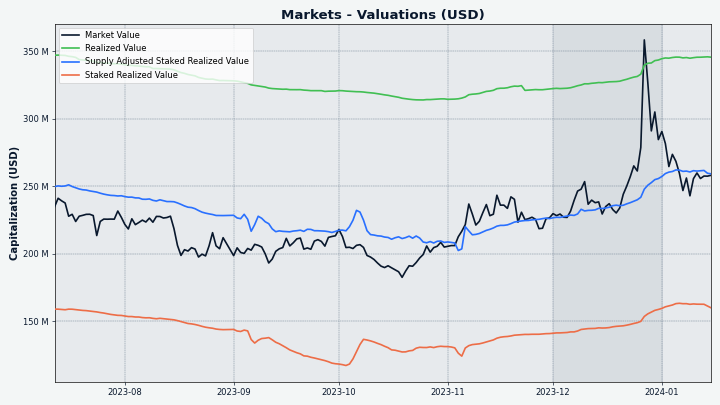 Markets - Valuations (USD)
Market Value
Realized Value
Supply Adjusted Staked Realized Value
Staked Realized Value
Capitalization (USD)
350 M
300 M
250 M
200 M
150 M
2023-08
2023-09
2023-10
2023-11
2023-12
2024-01